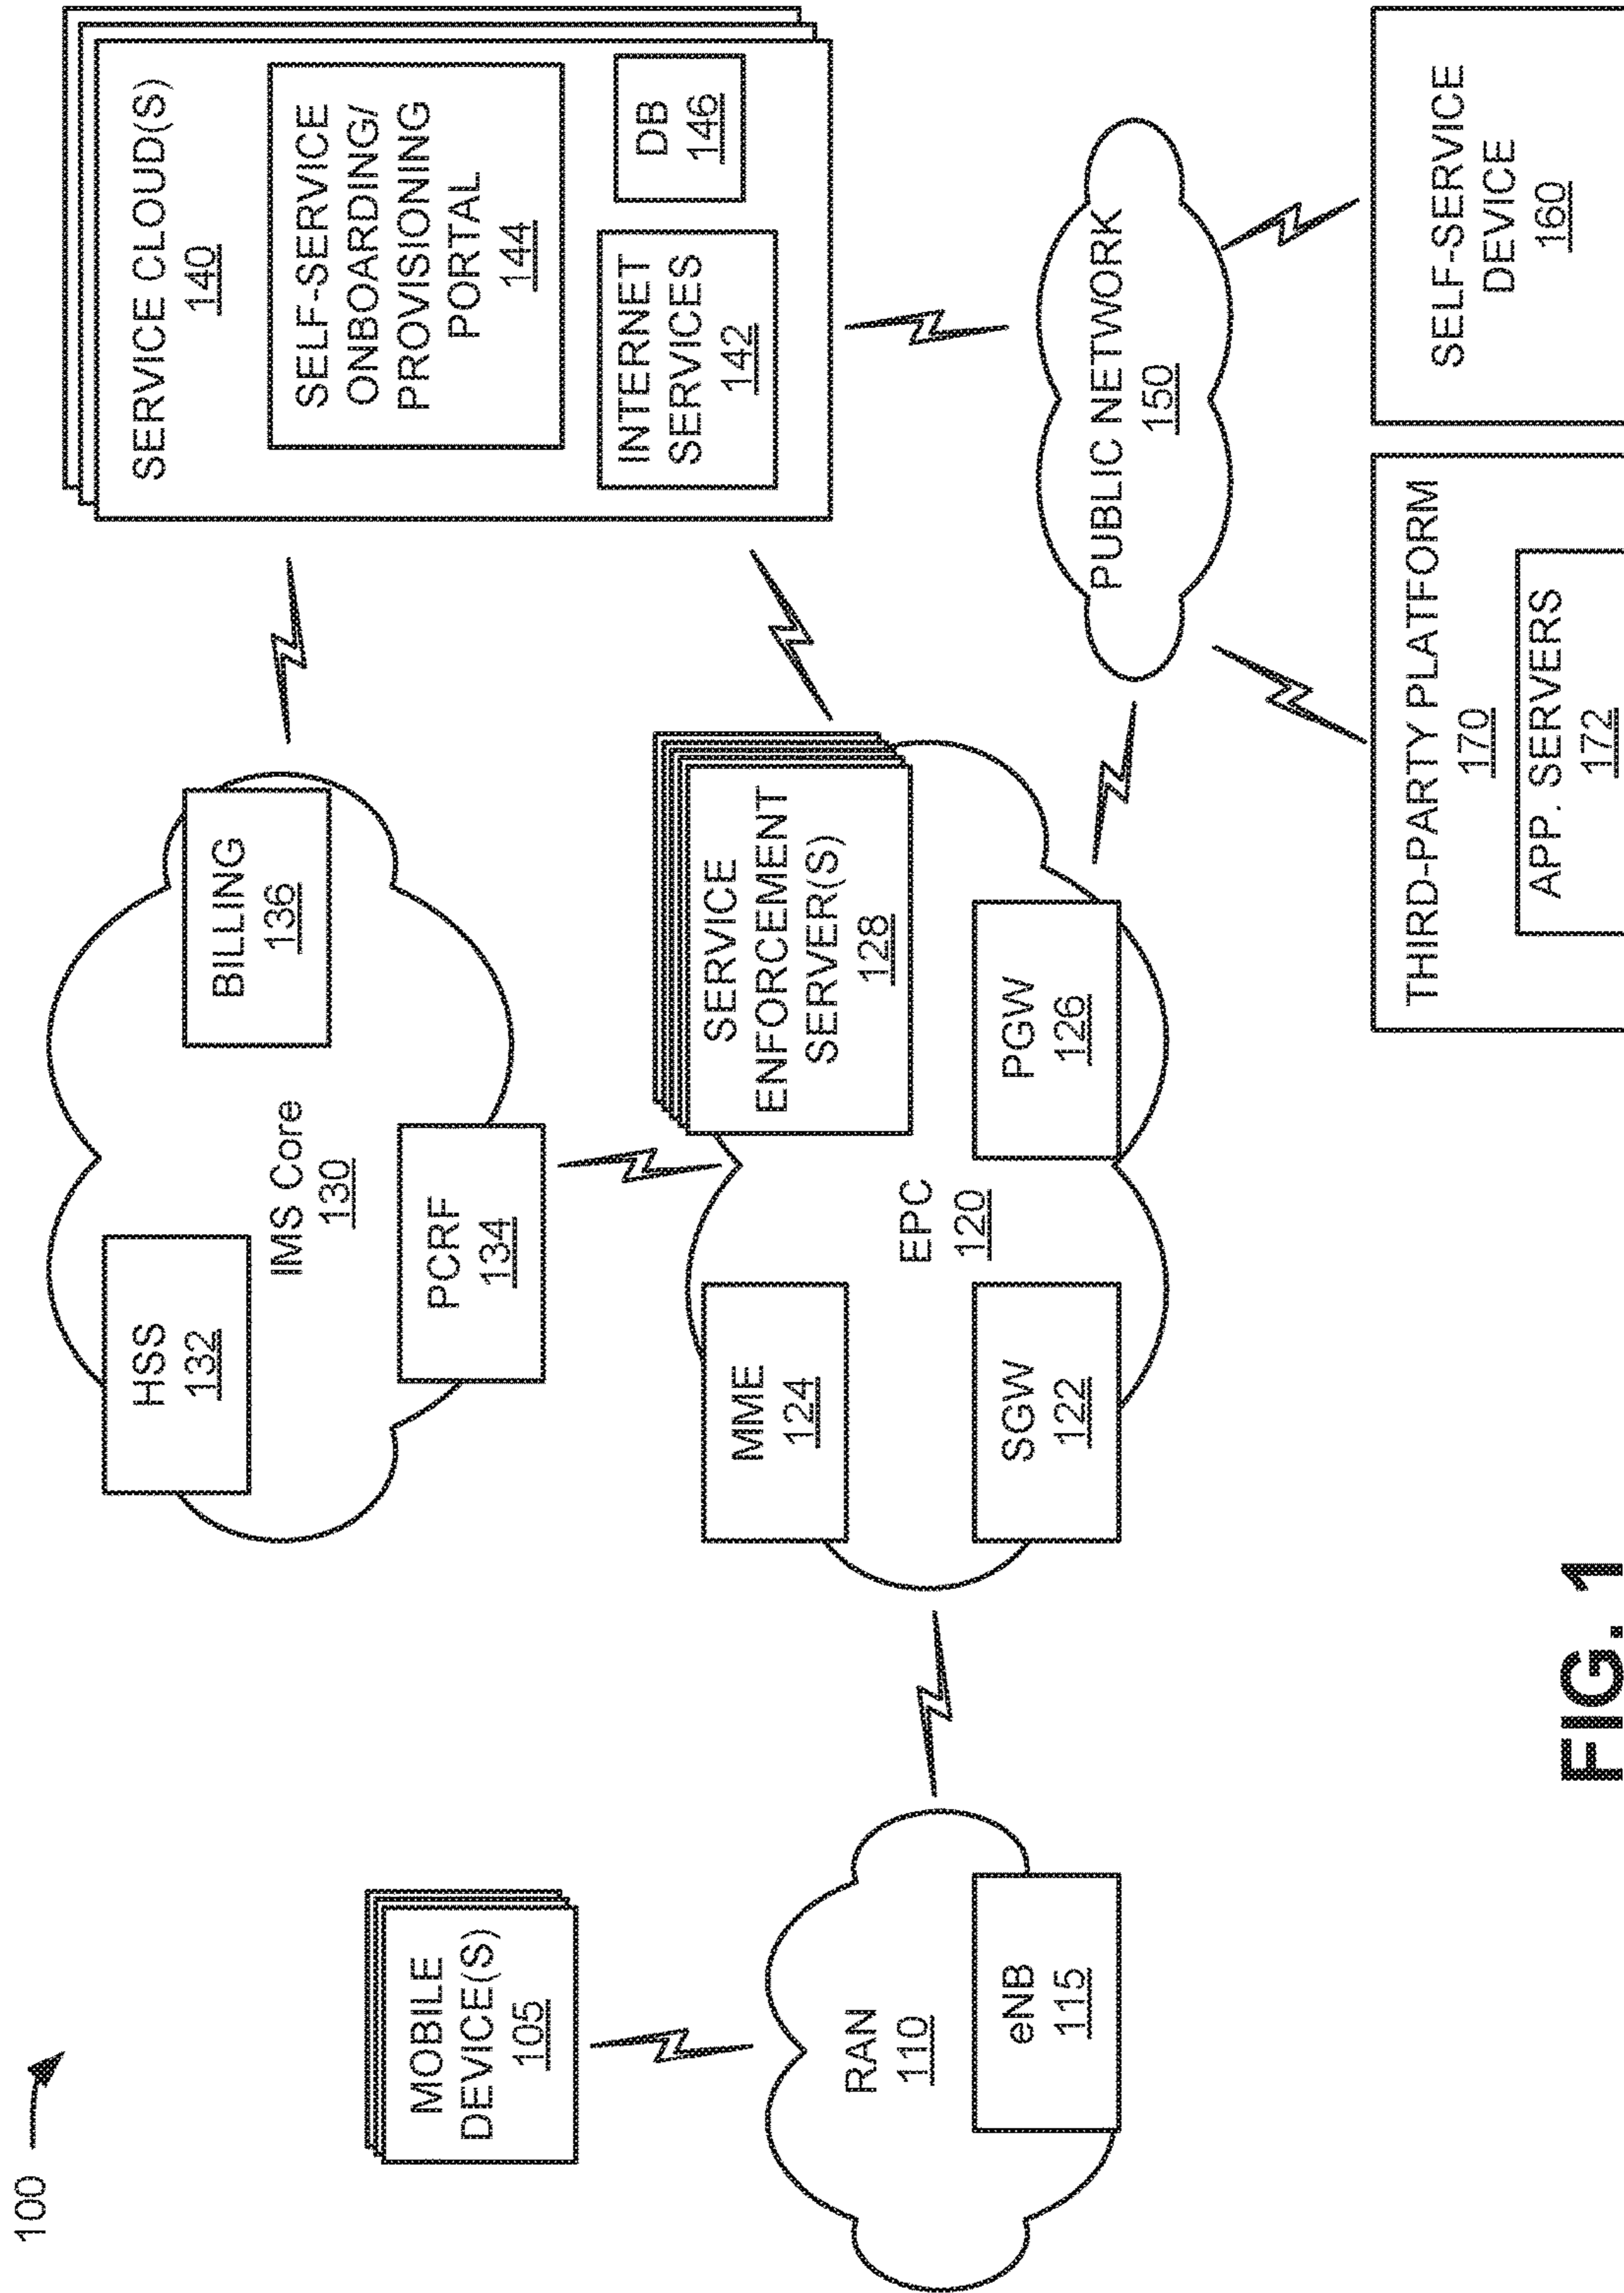 100
MOBILE
DEVICE(S)
105
RAN
110
eNB
115
HSS
132
IMS Core
130
BILLING
136
PCRF
134
MME
124
SERVICE
ENFORCEMENT
SERVER(S)
128
EPC
120
SGW
122
PGW
126
SERVICE CLOUD(S)
140
SELF-SERVICE
ONBOARDING/
PROVISIONING
PORTAL
144
INTERNET
SERVICES
142
DB
146
PUBLIC NETWORK
150
THIRD-PARTY PLATFORM
170
APP. SERVERS
172
SELF-SERVICE
DEVICE
160
FIG. 1